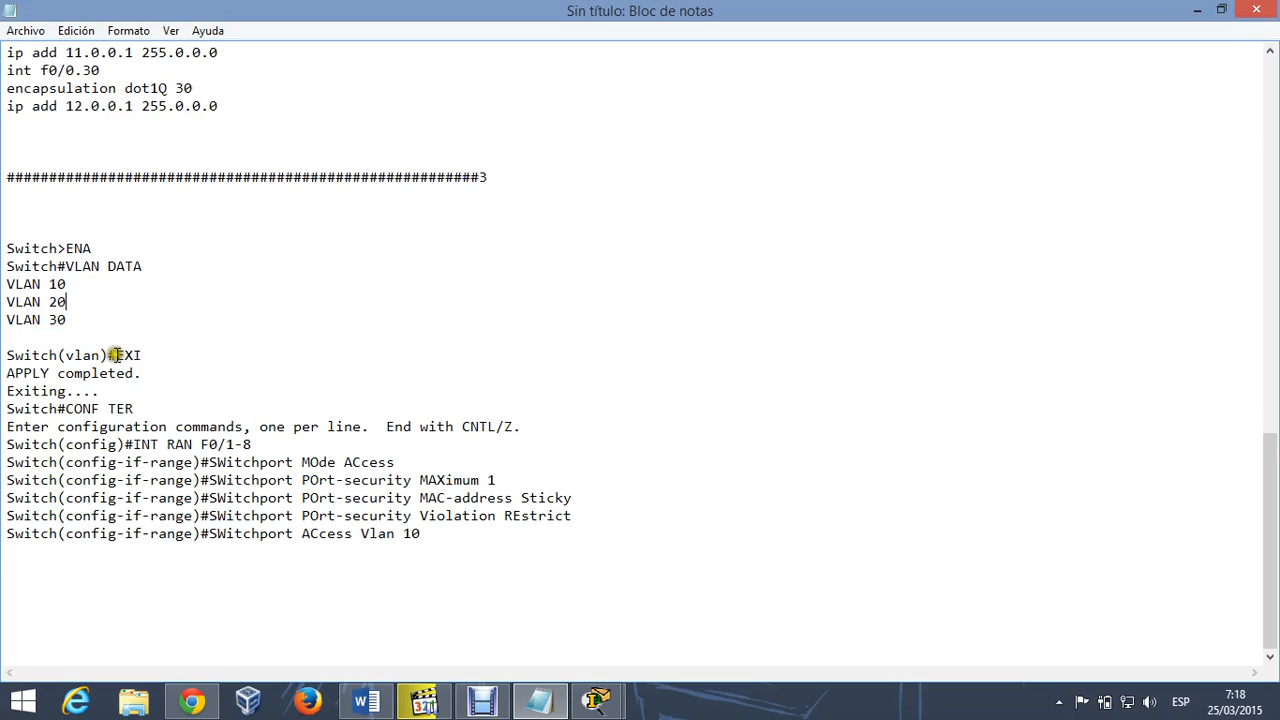 Sin título: Bloc de notas
Archivo Edición Formato Ver Ayuda
ip add 11.0.0.1 255.0.0.0
int f0/0.30
encapsulation dot1Q 30
ip add 12.0.0.1 255.0.0.0
########################################################3
Switch>ENA
Switch#VLAN DATA
VLAN 10
VLAN 20
VLAN 30
Switch(vlan)#EXI
APPLY completed.
Exiting....
Switch#CONF TER
Enter configuration commands, one per line.  End with CNTL/Z.
Switch(config)#INT RAN F0/1-8
Switch(config-if-range)#SWitchport MOde ACcess
Switch(config-if-range)#SWitchport POrt-security MAXimum 1
Switch(config-if-range)#SWitchport POrt-security MAC-address Sticky
Switch(config-if-range)#SWitchport POrt-security Violation REstrict
Switch(config-if-range)#SWitchport ACcess Vlan 10
321
ESP
7:18
25/03/2015